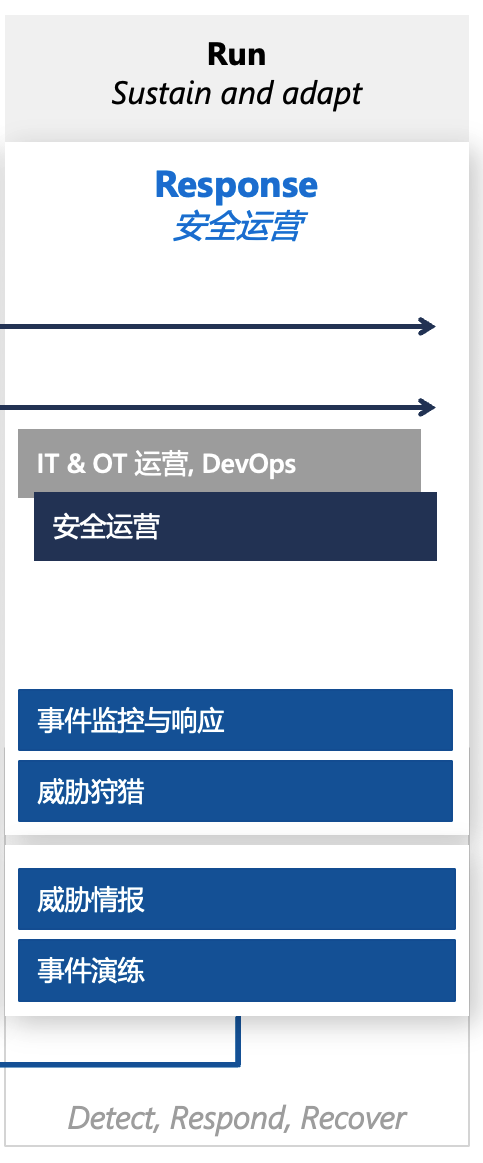 Run
Sustain and adapt
Response
安全运营
IT & OT 运营, DevOps
安全运营
事件监控与响应
威胁狩猎
威胁情报
事件演练
Detect, Respond, Recover